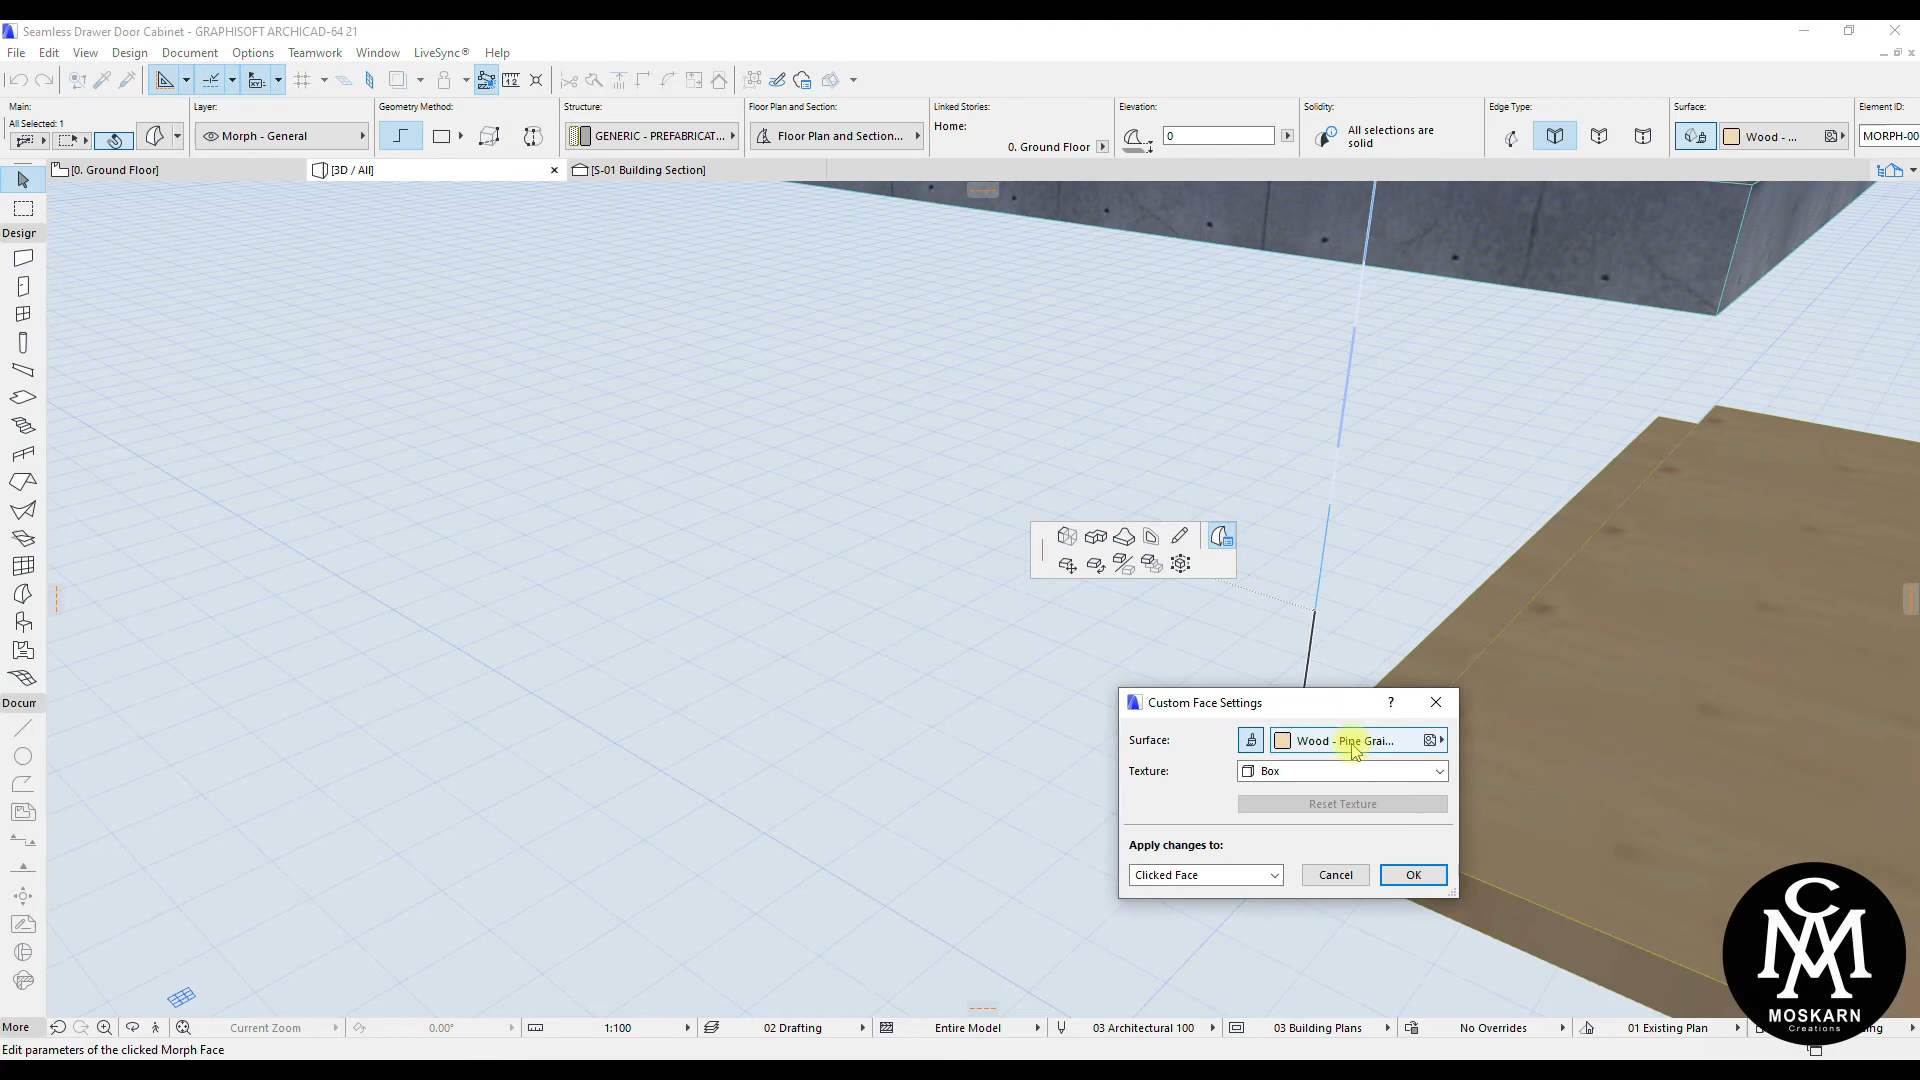 Seamless Drawer Door Cabinet - GRAPHISOFT ARCHICAD-64 21
File Edit View Design Document Options Teamwork Window LiveSync® Help
Main: Layer: Geometry Method: Structure: Floor Plan and Section: Linked Stories: Elevation: Solidity: Edge Type: Surface: Element ID:
All Selected: 1
Morph - General
GENERIC - PREFABRICAT...
Floor Plan and Section...
Home:
0. Ground Floor
0
All selections are
solid
Wood - ...
MORPH-00
[0. Ground Floor] [3D / All] [S-01 Building Section]
Design
Custom Face Settings
Surface: Wood - Pine Grai...
Texture: Box
Reset Texture
Apply changes to:
Clicked Face Cancel OK
Docum
CM
MOSKARN
Creations
More Current Zoom 0.00° 1:100 02 Drafting Entire Model 03 Architectural 100 03 Building Plans No Overrides 01 Existing Plan
Edit parameters of the clicked Morph Face